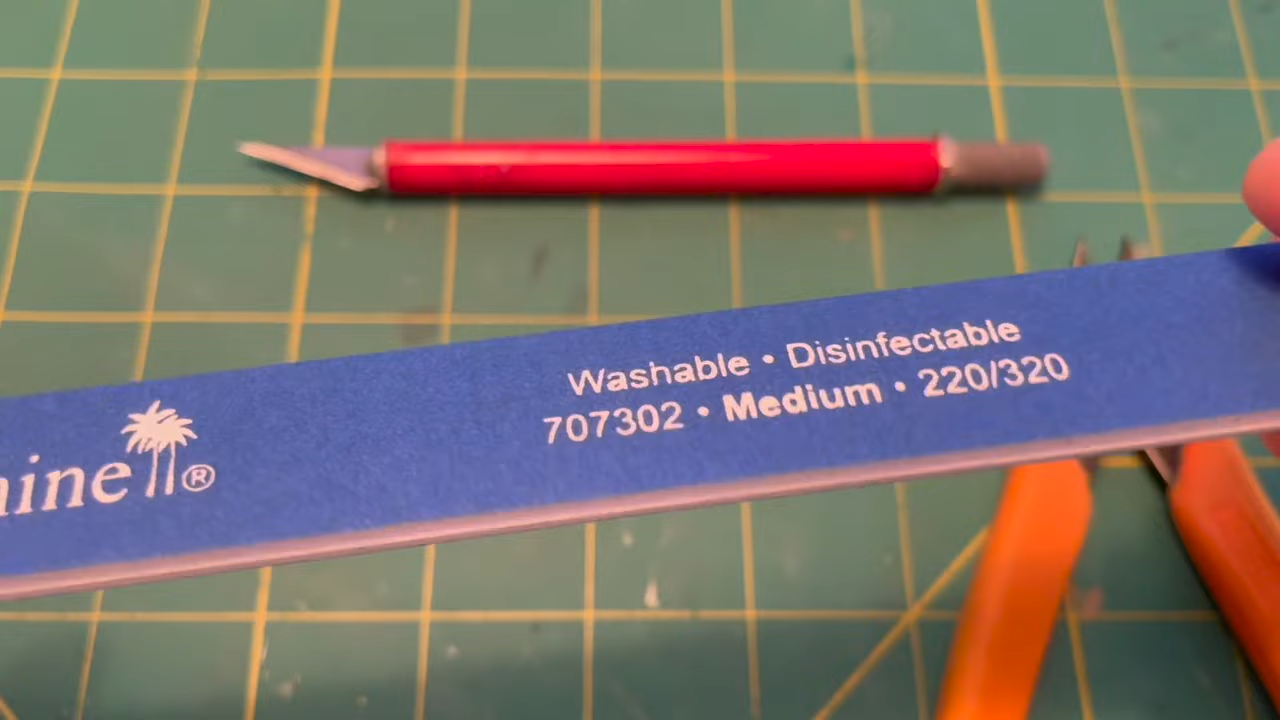 Washable • Disinfectable
707302 • Medium • 220/320
ine®